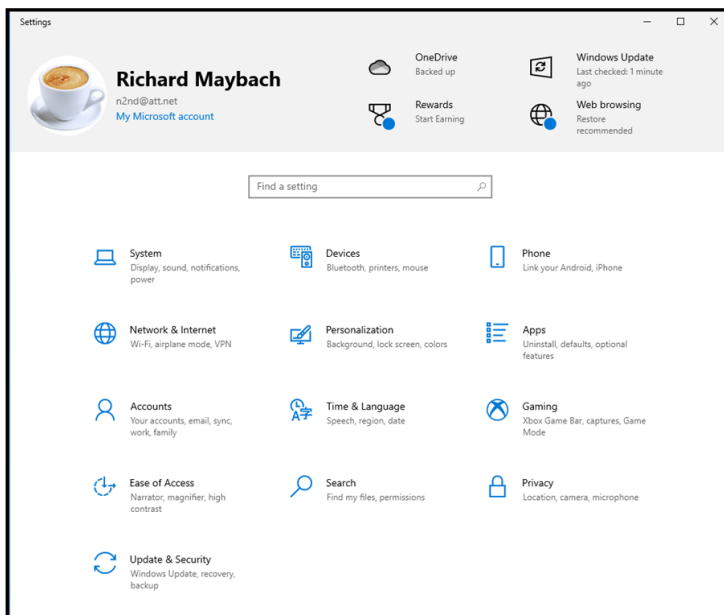 Settings
Richard Maybach
n2nd@att.net
My Microsoft account
OneDrive
Backed up
Windows Update
Last checked: 1 minute
ago
Rewards
Start Earning
Web browsing
Restore
recommended
Find a setting
System
Display, sound, notifications,
power
Devices
Bluetooth, printers, mouse
Phone
Link your Android, iPhone
Network & Internet
Wi-Fi, airplane mode, VPN
Personalization
Background, lock screen, colors
Apps
Uninstall, defaults, optional
features
Accounts
Your accounts, email, sync,
work, family
Time & Language
Speech, region, date
Gaming
Xbox Game Bar, captures, Game
Mode
Ease of Access
Narrator, magnifier, high
contrast
Search
Find my files, permissions
Privacy
Location, camera, microphone
Update & Security
Windows Update, recovery,
backup